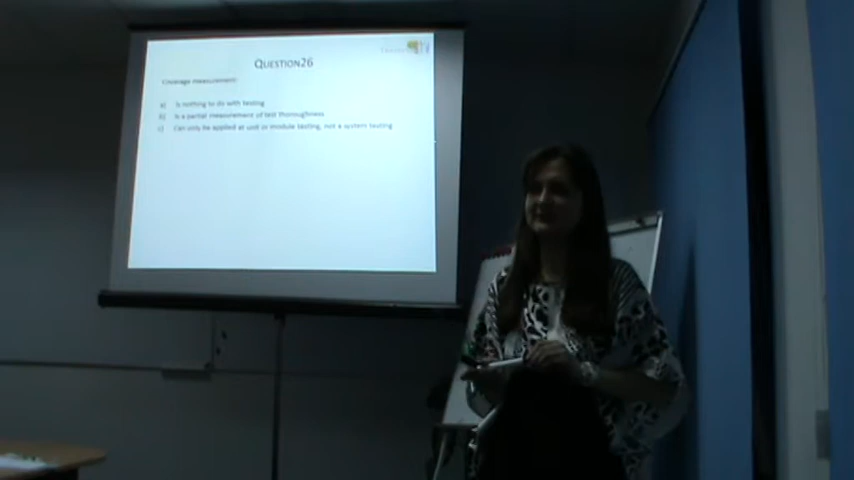 QUESTION26
Coverage measurement:
a) Is nothing to do with testing
b) Is a partial measurement of test thoroughness
c) Can only be applied at unit or module testing, not a system testing